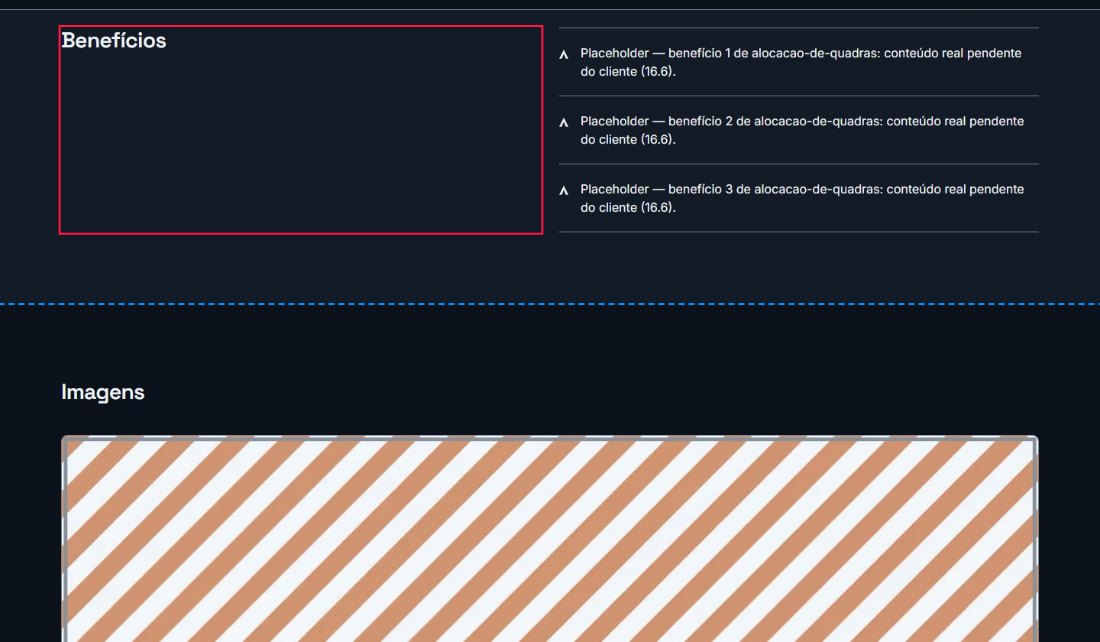 Benefícios
Placeholder — benefício 1 de alocacao-de-quadras: conteúdo real pendente
do cliente (16.6).
Placeholder — benefício 2 de alocacao-de-quadras: conteúdo real pendente
do cliente (16.6).
Placeholder — benefício 3 de alocacao-de-quadras: conteúdo real pendente
do cliente (16.6).
Imagens